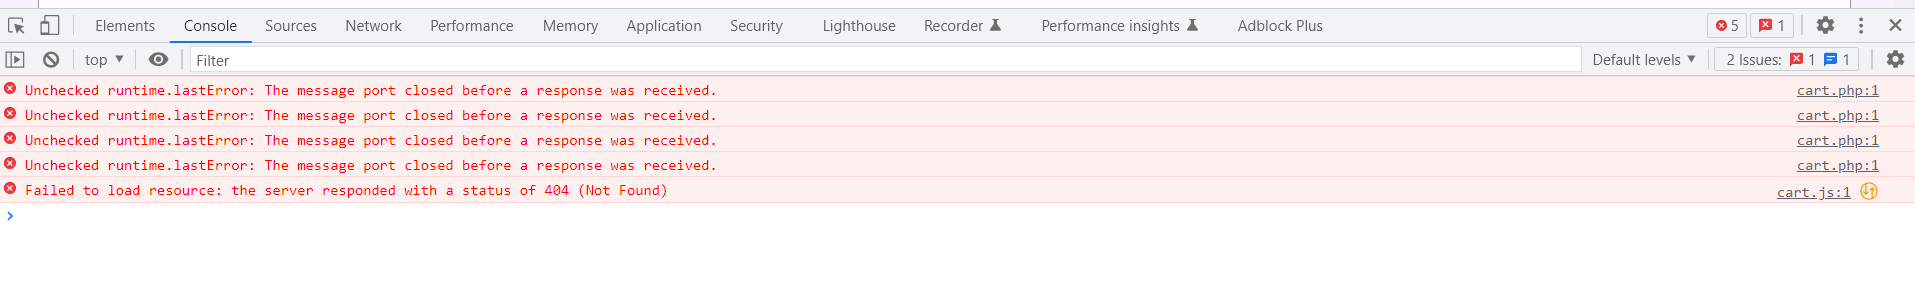 Elements Console Sources Network Performance Memory Application Security Lighthouse Recorder Performance insights Adblock Plus 5 1
top Filter Default levels 2 Issues: 1 1
Unchecked runtime.lastError: The message port closed before a response was received. cart.php:1
Unchecked runtime.lastError: The message port closed before a response was received. cart.php:1
Unchecked runtime.lastError: The message port closed before a response was received. cart.php:1
Unchecked runtime.lastError: The message port closed before a response was received. cart.php:1
Failed to load resource: the server responded with a status of 404 (Not Found) cart.js:1